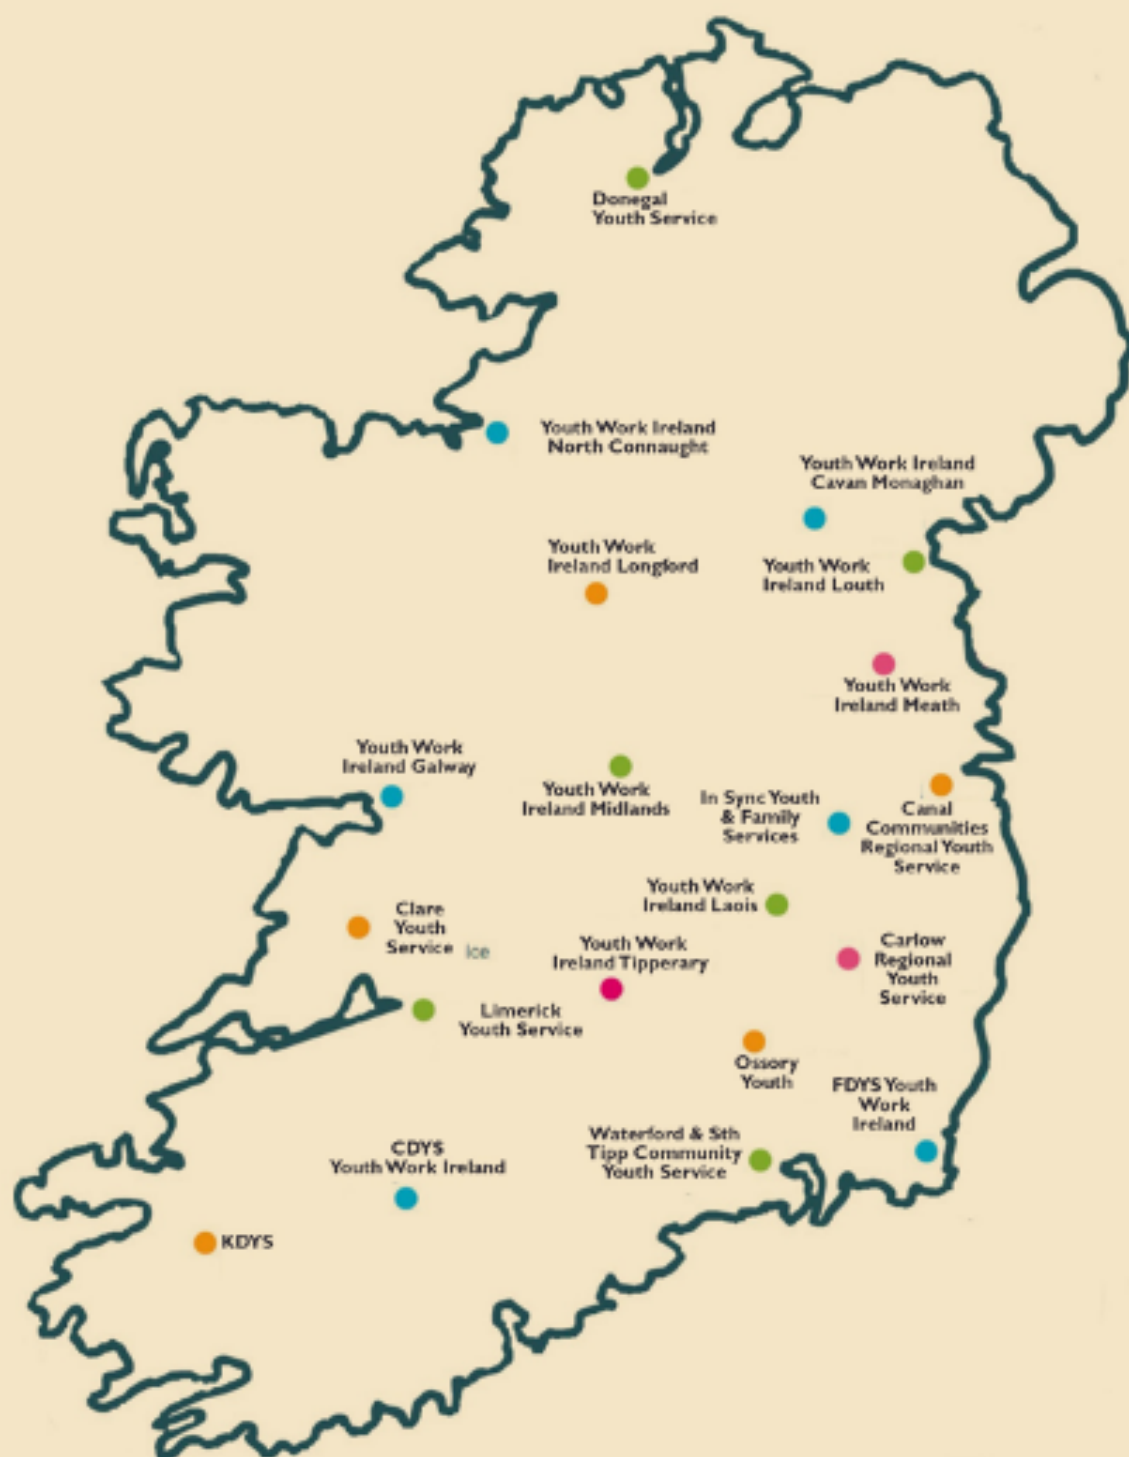 Donegal
Youth Service
Youth Work Ireland
North Connaught
Youth Work Ireland
Cavan Monaghan
Youth Work
Ireland Longford
Youth Work
Ireland Louth
Youth Work
Ireland Meath
Youth Work
Ireland Galway
Youth Work
Ireland Midlands
In Sync Youth
& Family
Services
Canal
Communities
Regional Youth
Service
Youth Work
Ireland Laois
Clare
Youth
Service
ice
Youth Work
Ireland Tipperary
Carlow
Regional
Youth
Service
Limerick
Youth Service
Ossory
Youth
FDYS Youth
Work
Ireland
Waterford & Sth
Tipp Community
Youth Service
CDYS
Youth Work Ireland
KDYS